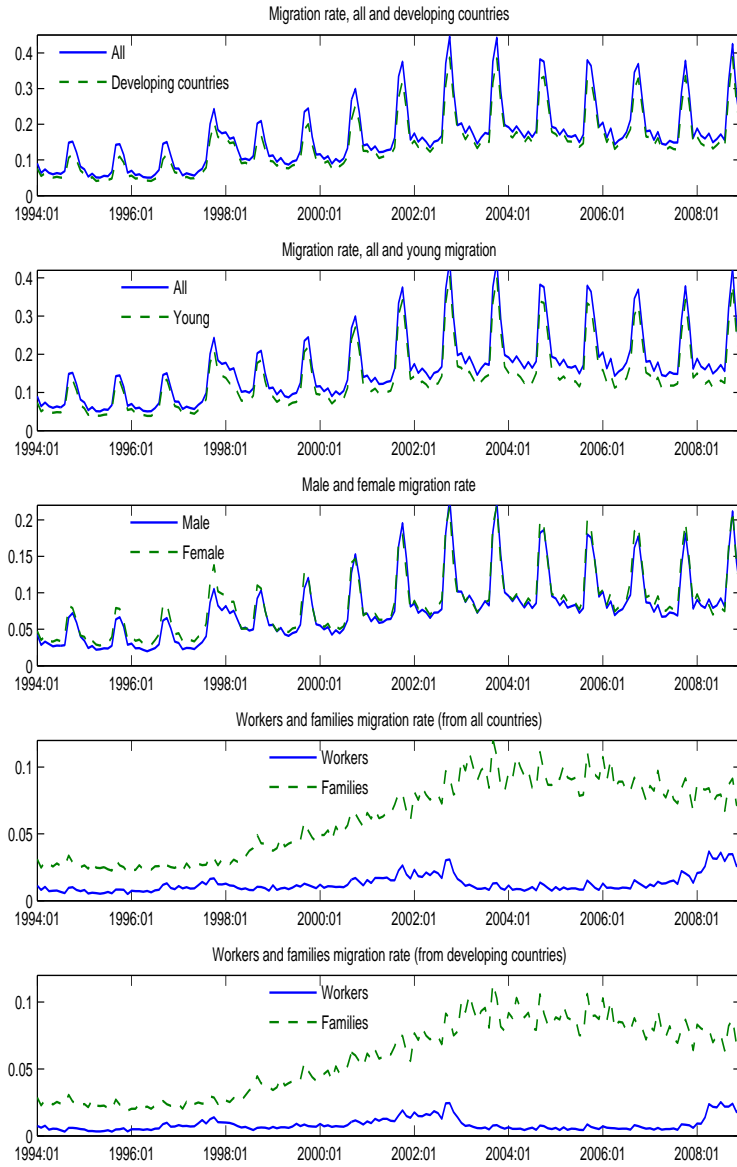 Migration rate, all and developing countries
0.4
0.3
0.2
0.1
0
All
Developing countries
1994:01 1996:01 1998:01 2000:01 2002:01 2004:01 2006:01 2008:01
Migration rate, all and young migration
0.4
0.3
0.2
0.1
0
All
Young
1994:01 1996:01 1998:01 2000:01 2002:01 2004:01 2006:01 2008:01
Male and female migration rate
0.2
0.15
0.1
0.05
0
Male
Female
1994:01 1996:01 1998:01 2000:01 2002:01 2004:01 2006:01 2008:01
Workers and families migration rate (from all countries)
0.1
0.05
0
Workers
Families
1994:01 1996:01 1998:01 2000:01 2002:01 2004:01 2006:01 2008:01
Workers and families migration rate (from developing countries)
0.1
0.05
0
Workers
Families
1994:01 1996:01 1998:01 2000:01 2002:01 2004:01 2006:01 2008:01